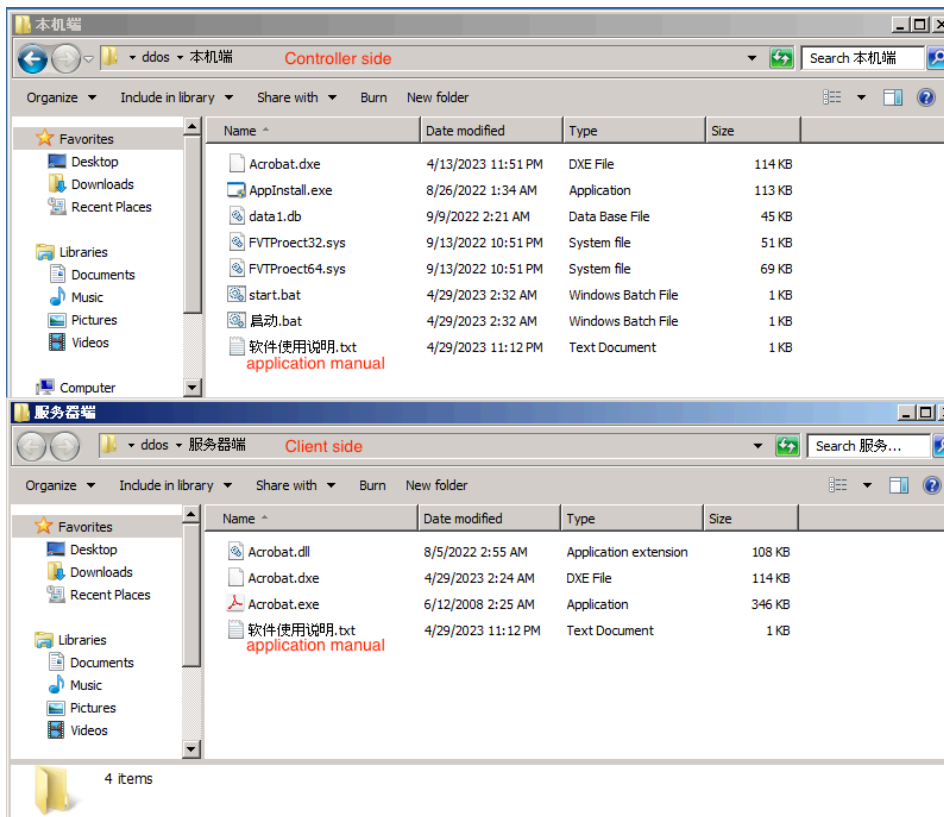 本机端
ddos 本机端 Controller side Search 本机端
Organize Include in library Share with Burn New folder
Favorites
Desktop
Downloads
Recent Places
Libraries
Documents
Music
Pictures
Videos
Computer
Name Date modified Type Size
Acrobat.dxe 4/13/2023 11:51 PM DXE File 114 KB
AppInstall.exe 8/26/2022 1:34 AM Application 113 KB
data1.db 9/9/2022 2:21 AM Data Base File 45 KB
FVTProect32.sys 9/13/2022 10:51 PM System file 51 KB
FVTProect64.sys 9/13/2022 10:51 PM System file 69 KB
start.bat 4/29/2023 2:32 AM Windows Batch File 1 KB
启动.bat 4/29/2023 2:32 AM Windows Batch File 1 KB
软件使用说明.txt 4/29/2023 11:12 PM Text Document 1 KB
application manual
服务器端
ddos 服务器端 Client side Search 服务...
Organize Include in library Share with Burn New folder
Favorites
Desktop
Downloads
Recent Places
Libraries
Documents
Music
Pictures
Videos
Name Date modified Type Size
Acrobat.dll 8/5/2022 2:55 AM Application extension 108 KB
Acrobat.dxe 4/29/2023 2:24 AM DXE File 114 KB
Acrobat.exe 6/12/2008 2:25 AM Application 346 KB
软件使用说明.txt 4/29/2023 11:12 PM Text Document 1 KB
application manual
4 items